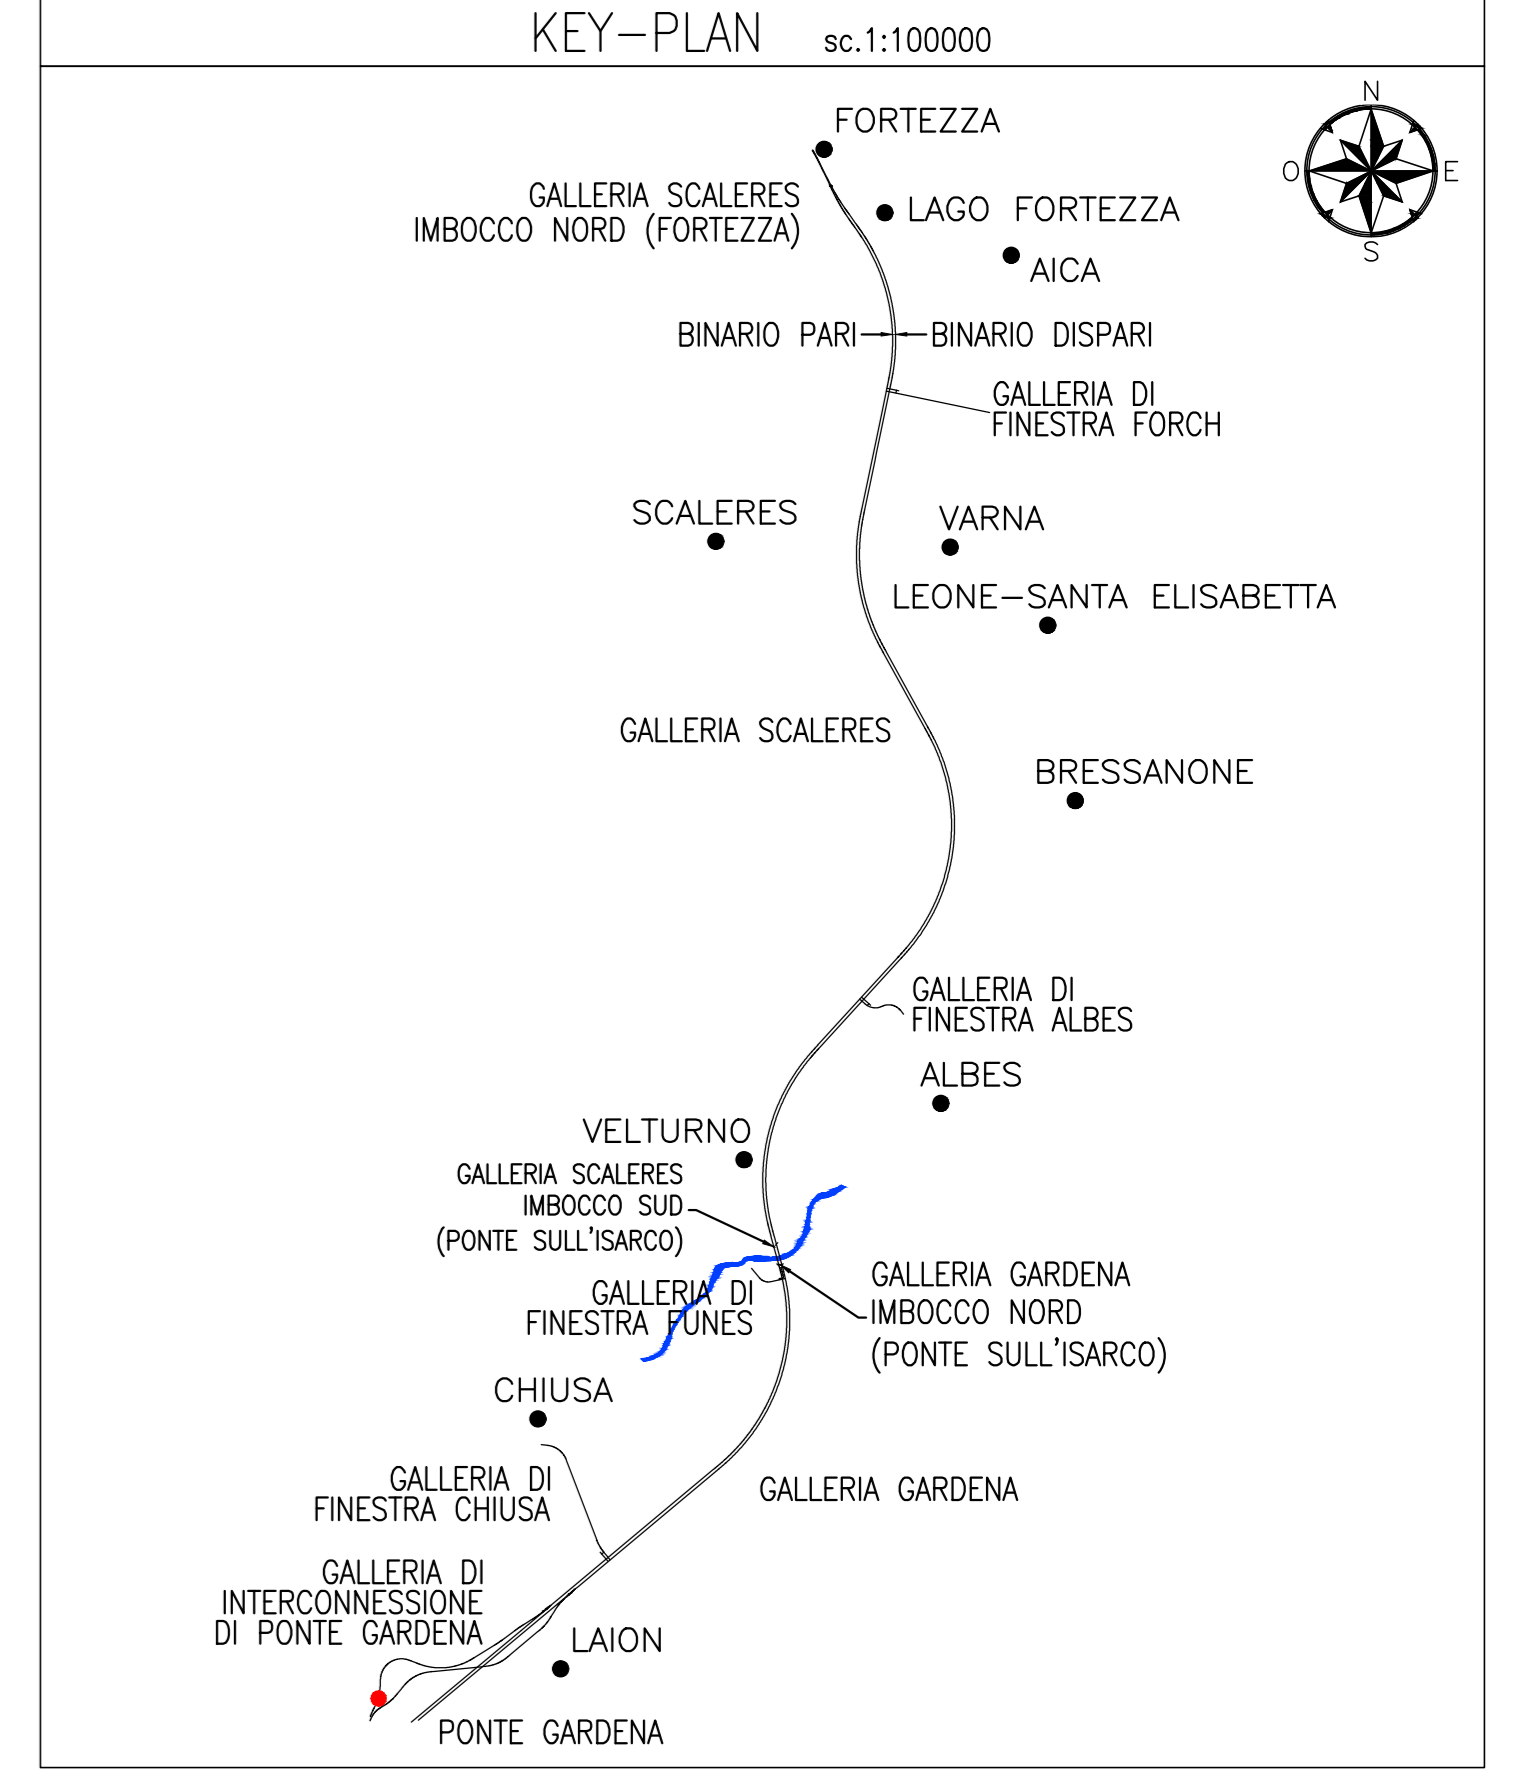 KEY-PLAN sc.1:100000
N
O
E
S
FORTEZZA
GALLERIA SCALERES
IMBOCCO NORD (FORTEZZA)
LAGO FORTEZZA
AICA
BINARIO PARI
BINARIO DISPARI
GALLERIA DI
FINESTRA FORCH
SCALERES
VARNA
LEONE-SANTA ELISABETTA
GALLERIA SCALERES
BRESSANONE
GALLERIA DI
FINESTRA ALBES
ALBES
VELTURNO
GALLERIA SCALERES
IMBOCCO SUD
(PONTE SULL'ISARCO)
GALLERIA DI
FINESTRA FUNES
GALLERIA GARDENA
IMBOCCO NORD
(PONTE SULL'ISARCO)
CHIUSA
GALLERIA DI
FINESTRA CHIUSA
GALLERIA GARDENA
GALLERIA DI
INTERCONNESSIONE
DI PONTE GARDENA
LAION
PONTE GARDENA